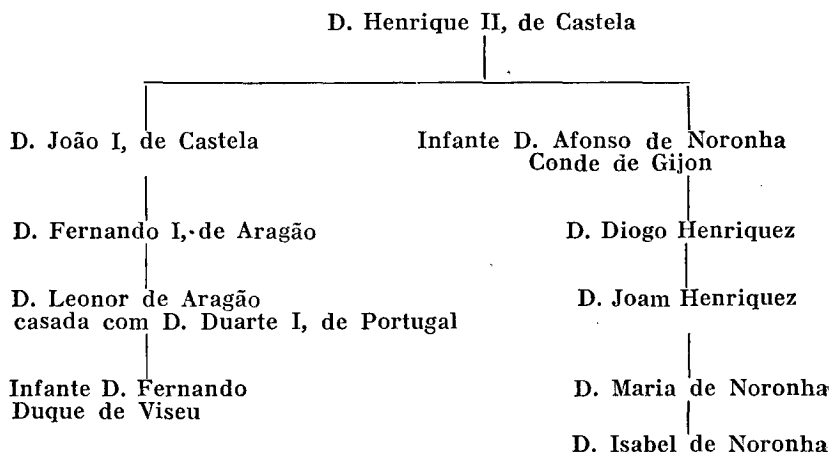 D. Henrique II, de Castela
D. João I, de Castela
Infante D. Afonso de Noronha
Conde de Gijon
D. Fernando I, de Aragão
D. Diogo Henriquez
D. Leonor de Aragão
casada com D. Duarte I, de Portugal
D. Joam Henriquez
Infante D. Fernando
Duque de Viseu
D. Maria de Noronha
D. Isabel de Noronha